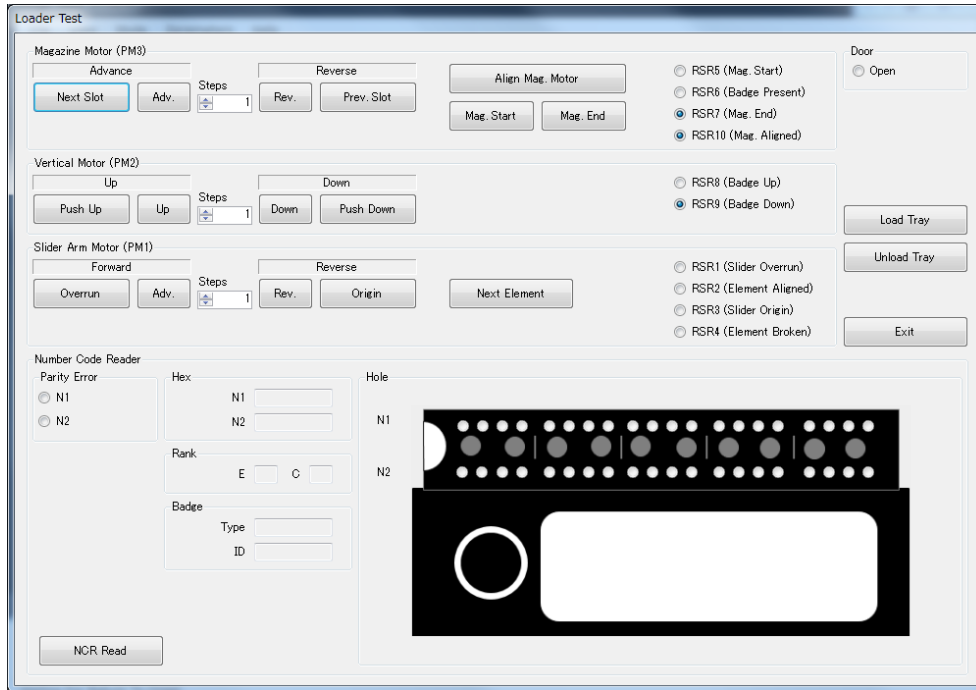 Loader Test
Magazine Motor (PM3)
Advance
Next Slot
Adv.
Steps
1
Reverse
Rev.
Prev. Slot
Align Mag. Motor
Mag. Start
Mag. End
RSR5 (Mag. Start)
RSR6 (Badge Present)
RSR7 (Mag. End)
RSR10 (Mag. Aligned)
Door
Open
Vertical Motor (PM2)
Up
Push Up
Up
Steps
1
Down
Down
Push Down
RSR8 (Badge Up)
RSR9 (Badge Down)
Load Tray
Unload Tray
Slider Arm Motor (PM1)
Forward
Overrun
Adv.
Steps
1
Reverse
Rev.
Origin
Next Element
RSR1 (Slider Overrun)
RSR2 (Element Aligned)
RSR3 (Slider Origin)
RSR4 (Element Broken)
Exit
Number Code Reader
Parity Error
N1
N2
Hex
N1
N2
Rank
E
C
Badge
Type
ID
Hole
N1
N2
NCR Read